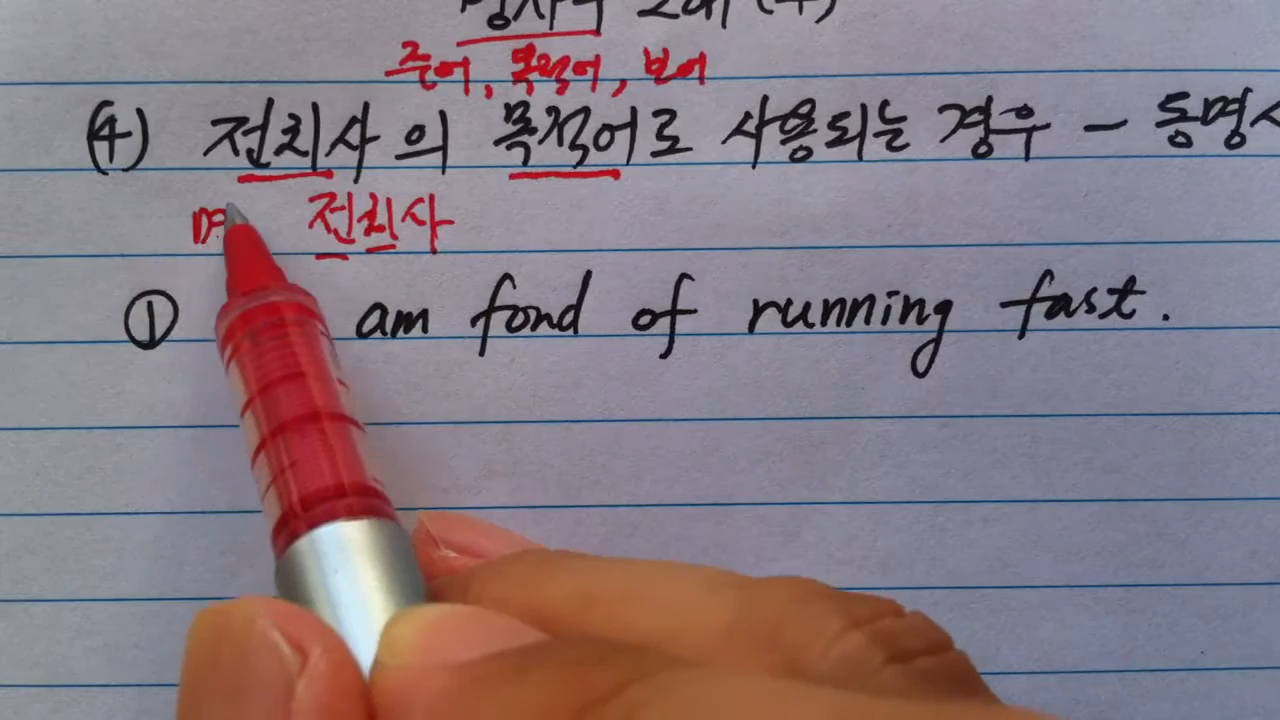 주어, 목적어, 보어
(4) 전치사의 목적어로 사용되는 경우 - 동명
전치사
① am fond of running fast.